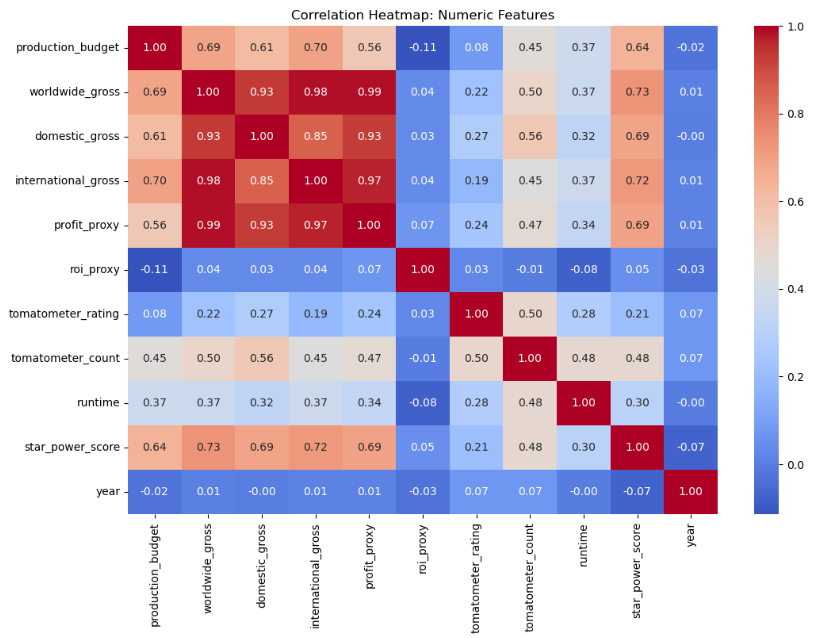 Correlation Heatmap: Numeric Features
production_budget 1.00 0.69 0.61 0.70 0.56 -0.11 0.08 0.45 0.37 0.64 -0.02
worldwide_gross 0.69 1.00 0.93 0.98 0.99 0.04 0.22 0.50 0.37 0.73 0.01
domestic_gross 0.61 0.93 1.00 0.85 0.93 0.03 0.27 0.56 0.32 0.69 -0.00
international_gross 0.70 0.98 0.85 1.00 0.97 0.04 0.19 0.45 0.37 0.72 0.01
profit_proxy 0.56 0.99 0.93 0.97 1.00 0.07 0.24 0.47 0.34 0.69 0.01
roi_proxy -0.11 0.04 0.03 0.04 0.07 1.00 0.03 -0.01 -0.08 0.05 -0.03
tomatometer_rating 0.08 0.22 0.27 0.19 0.24 0.03 1.00 0.50 0.28 0.21 0.07
tomatometer_count 0.45 0.50 0.56 0.45 0.47 -0.01 0.50 1.00 0.48 0.48 0.07
runtime 0.37 0.37 0.32 0.37 0.34 -0.08 0.28 0.48 1.00 0.30 -0.00
star_power_score 0.64 0.73 0.69 0.72 0.69 0.05 0.21 0.48 0.30 1.00 -0.07
year -0.02 0.01 -0.00 0.01 0.01 -0.03 0.07 0.07 -0.00 -0.07 1.00
production_budget
worldwide_gross
domestic_gross
international_gross
profit_proxy
roi_proxy
tomatometer_rating
tomatometer_count
runtime
star_power_score
year
1.0
0.8
0.6
0.4
0.2
0.0